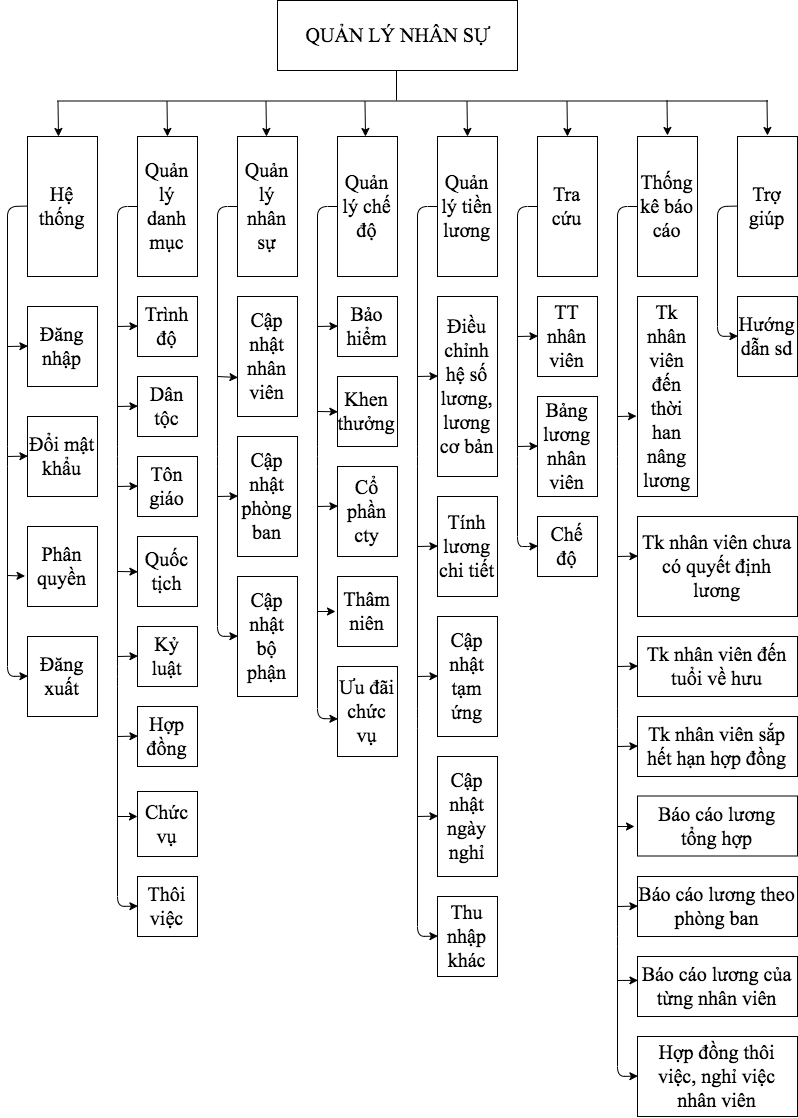 QUẢN LÝ NHÂN SỰ
Hệ
thống
Đăng
nhập
Đổi mật
khẩu
Phân
quyền
Đăng
xuất
Quản
lý
danh
mục
Trình
độ
Dân
tộc
Tôn
giáo
Quốc
tịch
Kỷ
luật
Hợp
đồng
Chức
vụ
Thôi
việc
Quản
lý
nhân
sự
Cập
nhật
nhân
viên
Cập
nhật
phòng
ban
Cập
nhật
bộ
phận
Quản
lý chế
độ
Bảo
hiểm
Khen
thưởng
Cổ
phần
cty
Thâm
niên
Ưu đãi
chức
vụ
Quản
lý tiền
lương
Điều
chỉnh
hệ số
lương,
lương
cơ bản
Tính
lương
chi tiết
Cập
nhật
tạm
ứng
Cập
nhật
ngày
nghỉ
Thu
nhập
khác
Tra
cứu
TT
nhân
viên
Bảng
lương
nhân
viên
Chế
độ
Thống
kê báo
cáo
Tk
nhân
viên
đến
thời
han
nâng
lương
Tk nhân viên chưa
có quyết định
lương
Tk nhân viên đến
tuổi về hưu
Tk nhân viên sắp
hết hạn hợp đồng
Báo cáo lương
tổng hợp
Báo cáo lương theo
phòng ban
Báo cáo lương của
từng nhân viên
Hợp đồng thôi
việc, nghỉ việc
nhân viên
Trợ
giúp
Hướng
dẫn sd